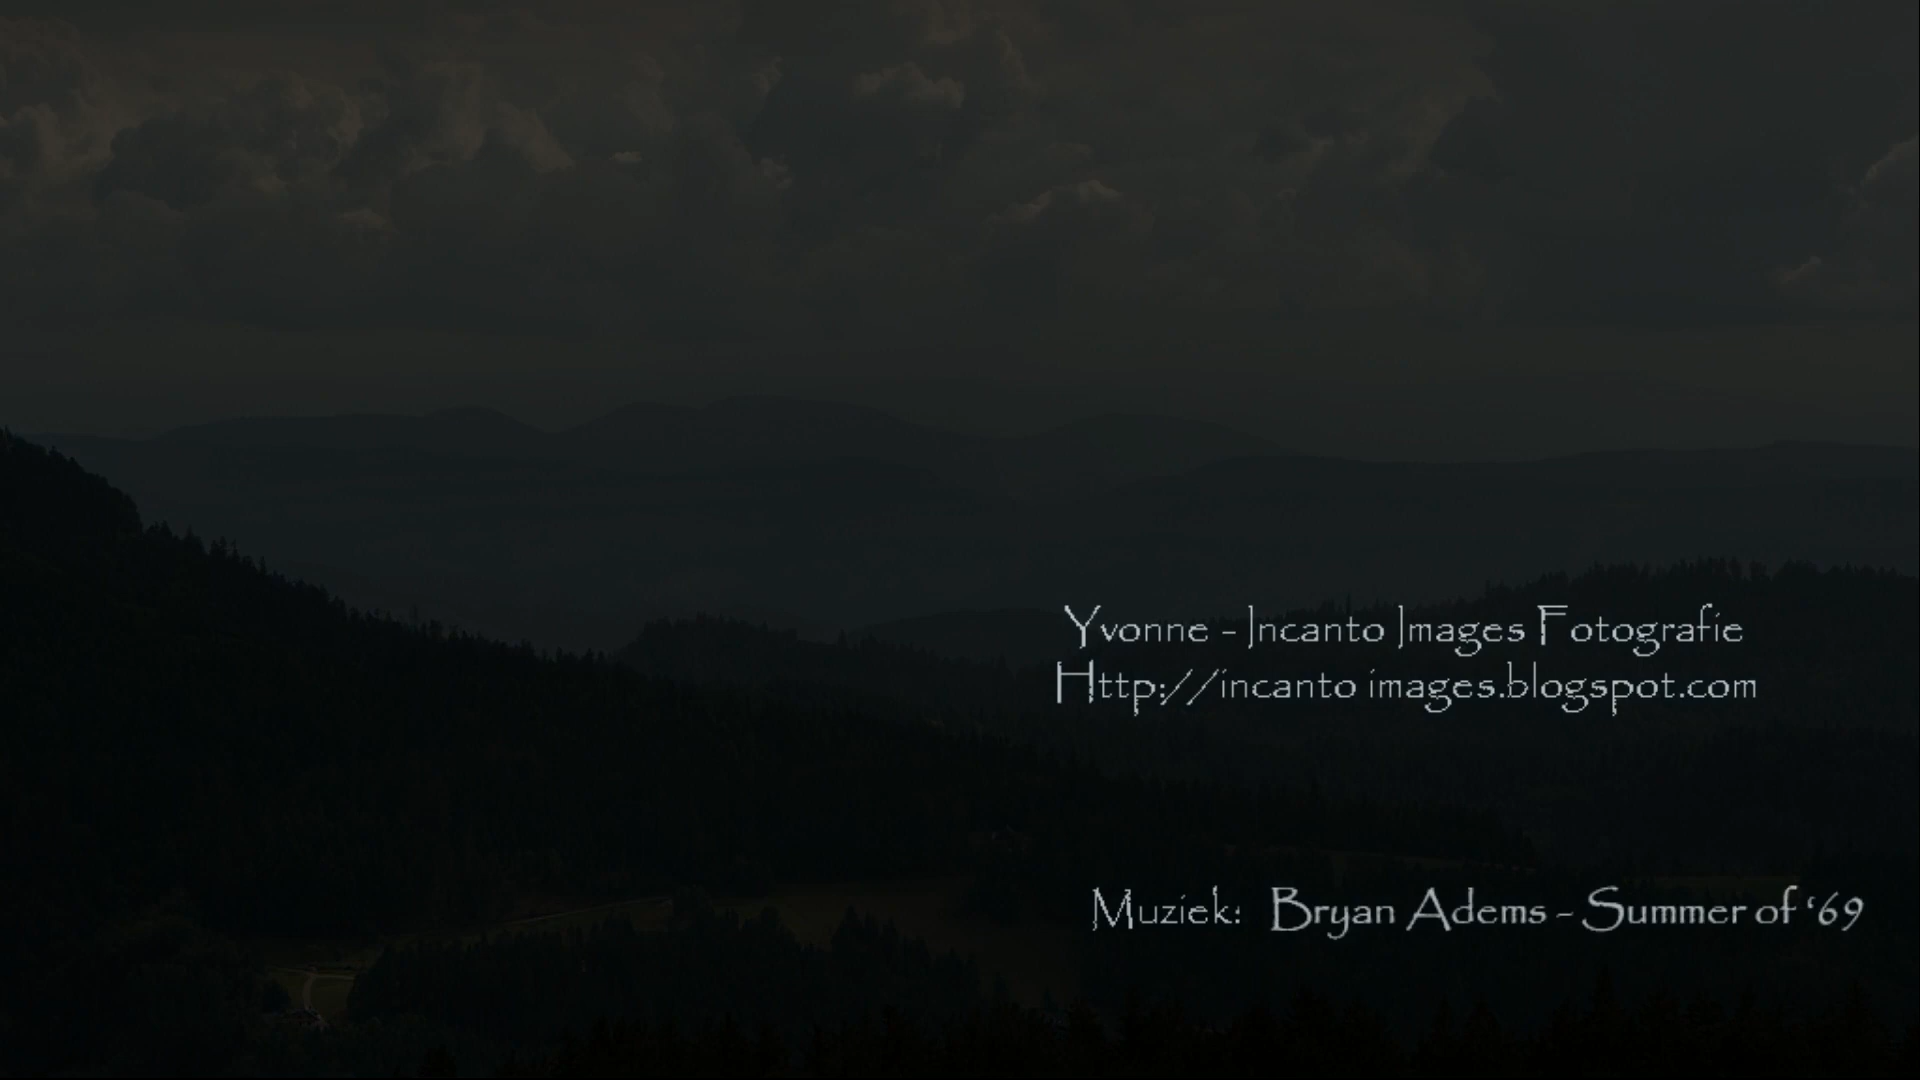 Yvonne - Incanto Images Fotografie
Http://incanto images.blogspot.com
Muziek: Bryan Adems - Summer of ‘69